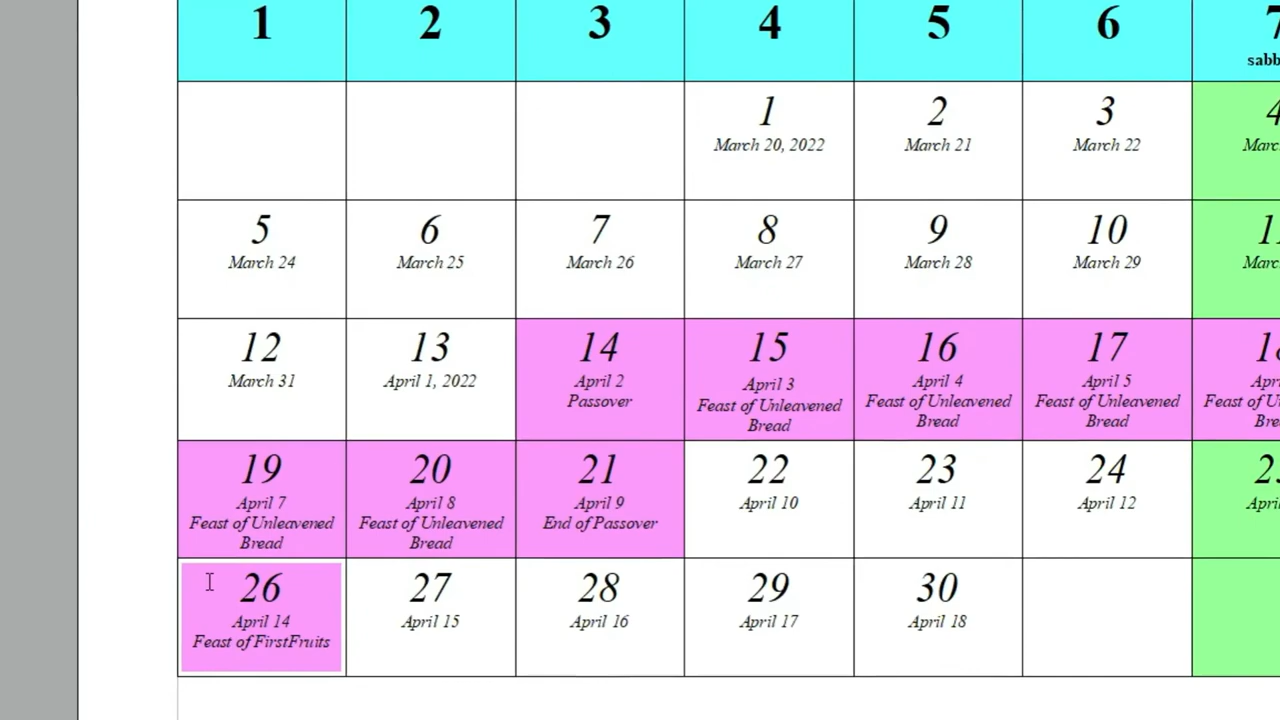 1 2 3 4 5 6 7
1 2 3 4
March 20, 2022 March 21 March 22
5 6 7 8 9 10
March 24 March 25 March 26 March 27 March 28 March 29
12 13 14 15 16 17
March 31 April 1, 2022 April 2 April 3 April 4 April 5
Passover Feast of Unleavened Feast of Unleavened Feast of Unleavened
Bread Bread Bread
19 20 21 22 23 24
April 7 April 8 April 9 April 10 April 11 April 12
Feast of Unleavened Feast of Unleavened End of Passover
Bread Bread
26 27 28 29 30
April 14 April 15 April 16 April 17 April 18
Feast of FirstFruits